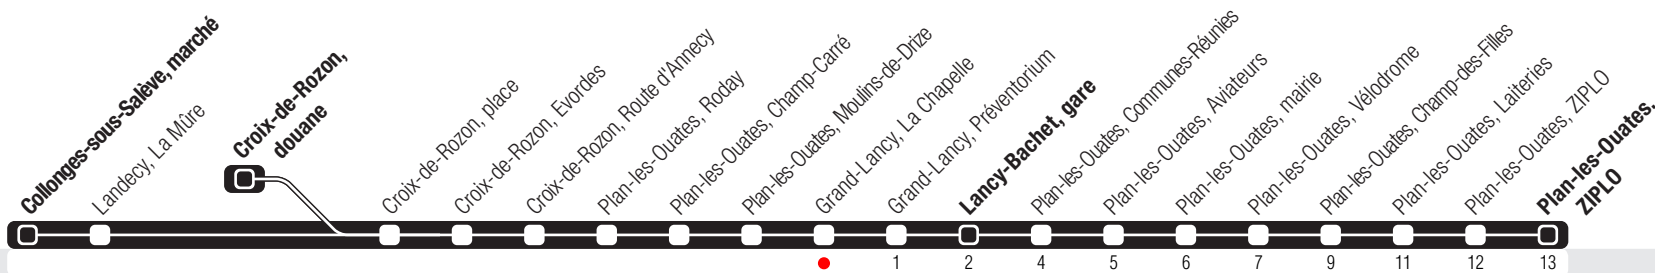 Collonges-sous-Salève, marché
Landecy, La Mûre
Croix-de-Rozon,
douane
Croix-de-Rozon, place
Croix-de-Rozon, Evordes
Croix-de-Rozon, Route d'Annecy
Plan-les-Ouates, Roday
Plan-les-Ouates, Champ-Carré
Plan-les-Ouates, Moulins-de-Drize
Grand-Lancy, La Chapelle
Grand-Lancy, Préventorium
Lancy-Bachet, gare
Plan-les-Ouates, Communes-Réunies
Plan-les-Ouates, Aviateurs
Plan-les-Ouates, mairie
Plan-les-Ouates, Vélodrome
Plan-les-Ouates, Champ-des-Filles
Plan-les-Ouates, Laiteries
Plan-les-Ouates, ZIPLO
Plan-les-Ouates,
ZIPLO
1 2 4 5 6 7 9 11 12 13